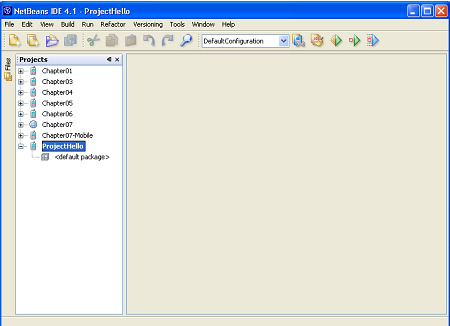 NetBeans IDE 4.1 - ProjectHello
File Edit View Build Run Refactor Versioning Tools Window Help
DefaultConfiguration
Files
Projects
Chapter01
Chapter03
Chapter04
Chapter05
Chapter06
Chapter07
Chapter07-Mobile
ProjectHello
<default package>